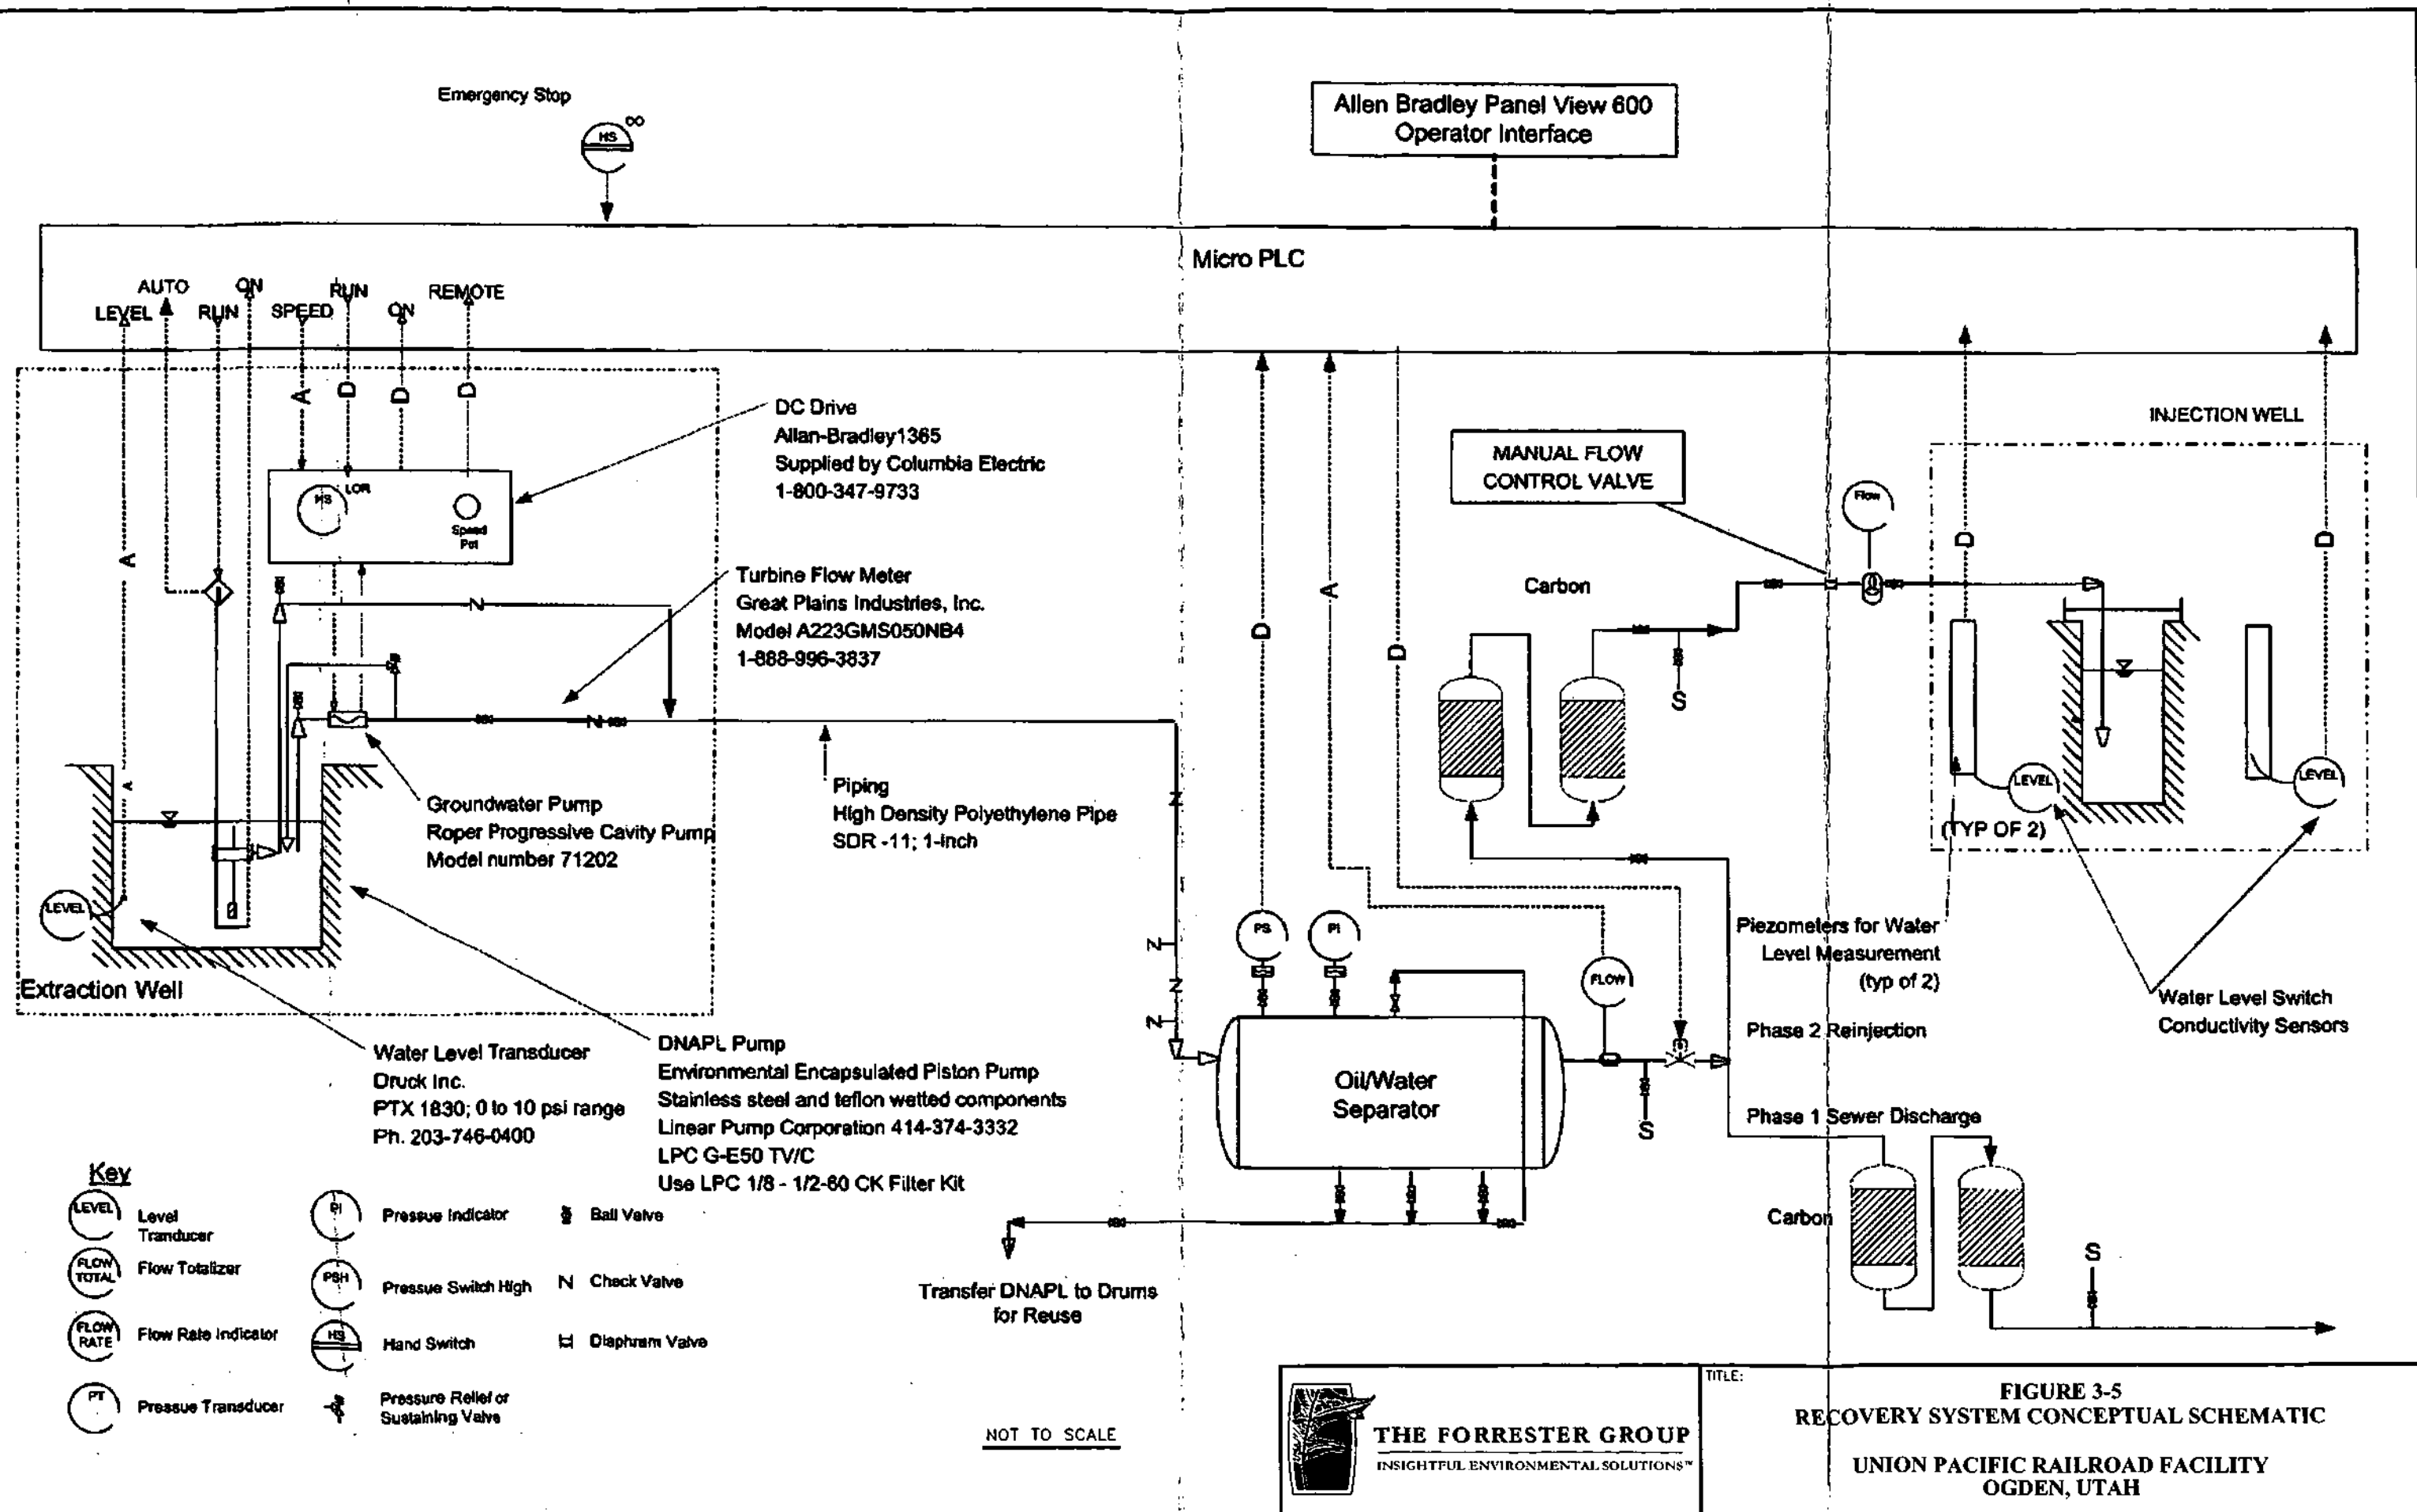 Emergency Stop
HS
Allen Bradley Panel View 600
Operator Interface
Micro PLC
LEVEL
AUTO
RUN
ON
SPEED
RUN
ON
REMOTE
A
D
D
D
A
A
HS
LOR
Speed
Pot
DC Drive
Allan-Bradley1365
Supplied by Columbia Electric
1-800-347-9733
Turbine Flow Meter
Great Plains Industries, Inc.
Model A223GMS050NB4
1-888-996-3837
Groundwater Pump
Roper Progressive Cavity Pump
Model number 71202
Piping
High Density Polyethylene Pipe
SDR -11; 1-inch
LEVEL
Extraction Well
Water Level Transducer
Druck Inc.
PTX 1830; 0 to 10 psi range
Ph. 203-746-0400
DNAPL Pump
Environmental Encapsulated Piston Pump
Stainless steel and teflon wetted components
Linear Pump Corporation 414-374-3332
LPC G-E50 TV/C
Use LPC 1/8 - 1/2-60 CK Filter Kit
D
A
D
MANUAL FLOW
CONTROL VALVE
Flow
Carbon
S
INJECTION WELL
D
D
LEVEL
LEVEL
(TYP OF 2)
Piezometers for Water
Level Measurement
(typ of 2)
Water Level Switch
Conductivity Sensors
PS
PI
FLOW
Oil/Water
Separator
S
Phase 2 Reinjection
Phase 1 Sewer Discharge
Carbon
S
Transfer DNAPL to Drums
for Reuse
Key
LEVEL
Level
Tranducer
FLOW
TOTAL
Flow Totalizer
FLOW
RATE
Flow Rate Indicator
PT
Pressue Transducer
PI
Pressue Indicator
PSH
Pressue Switch High
HS
Hand Switch
Pressure Relief or
Sustaining Valve
Ball Valve
Check Valve
Diaphram Valve
NOT TO SCALE
THE FORRESTER GROUP
INSIGHTFUL ENVIRONMENTAL SOLUTIONS™
TITLE:
FIGURE 3-5
RECOVERY SYSTEM CONCEPTUAL SCHEMATIC
UNION PACIFIC RAILROAD FACILITY
OGDEN, UTAH